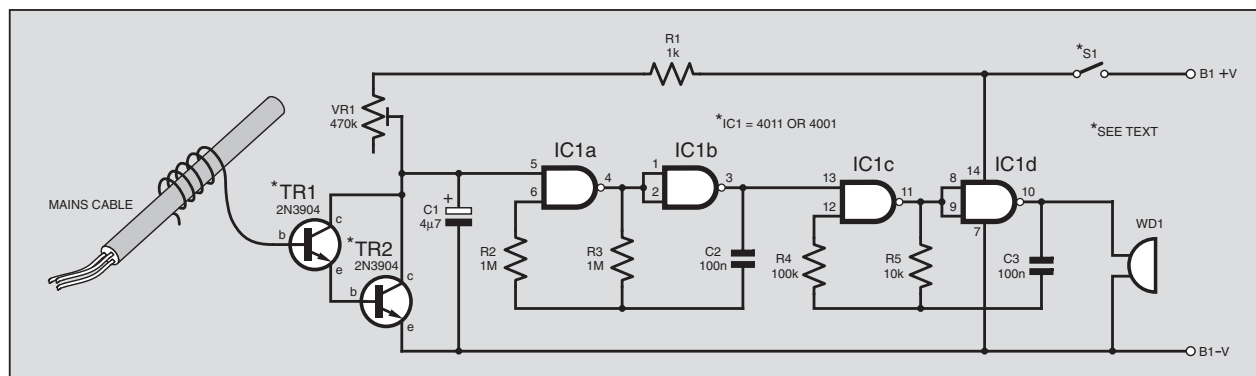 R1
1k
*S1
B1 +V
VR1
470k
*IC1 = 4011 OR 4001
*SEE TEXT
IC1a
IC1b
IC1c
IC1d
MAINS CABLE
*TR1
2N3904
c
b
e
*TR2
2N3904
c
b
e
+
C1
4µ7
5
6
4
R2
1M
R3
1M
1
2
3
C2
100n
13
12
11
R4
100k
R5
10k
8
9
14
7
10
C3
100n
WD1
B1–V